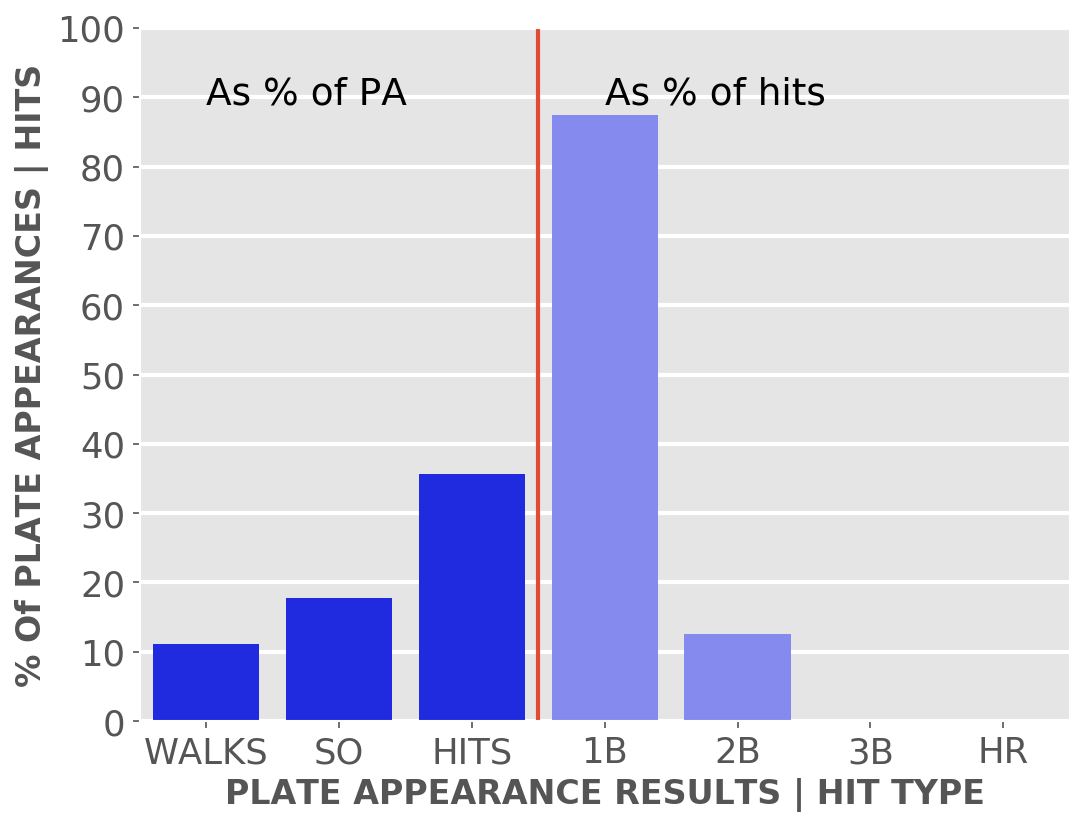 As % of PA
As % of hits
% Of PLATE APPEARANCES | HITS
100
90
80
70
60
50
40
30
20
10
0
WALKS SO HITS 1B 2B 3B HR
PLATE APPEARANCE RESULTS | HIT TYPE